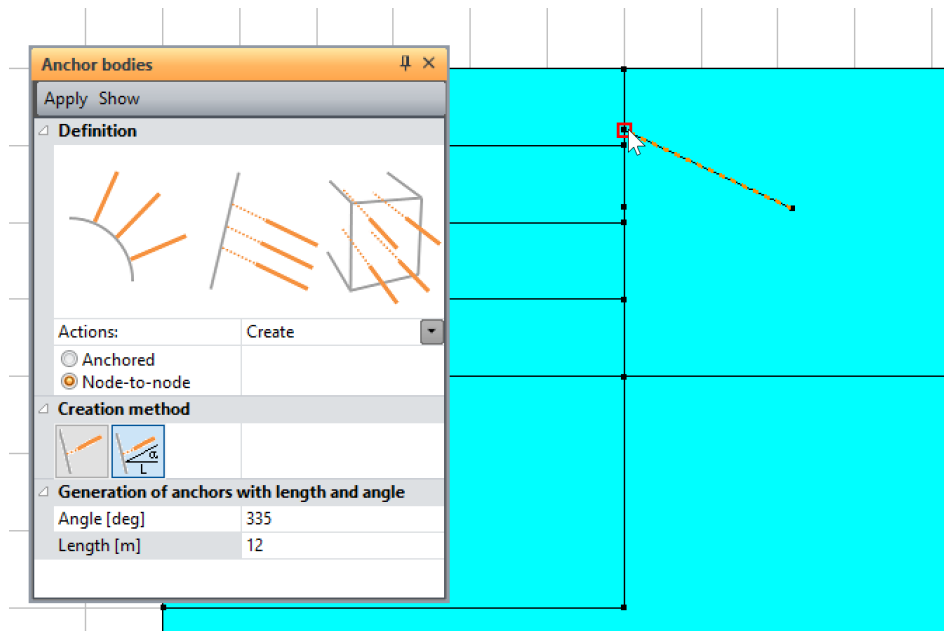 Anchor bodies
Apply Show
Definition
Actions: Create
Anchored
Node-to-node
Creation method
α
L
Generation of anchors with length and angle
Angle [deg] 335
Length [m] 12